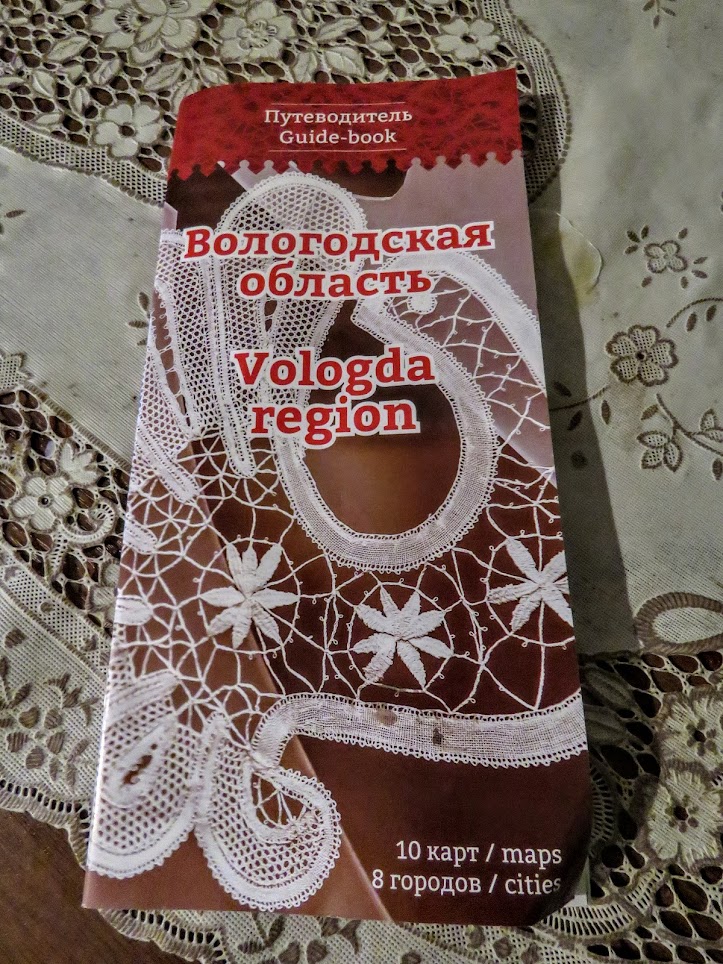 Путеводитель
Guide-book
Вологодская
область
Vologda
region
10 карт / maps
8 городов / cities